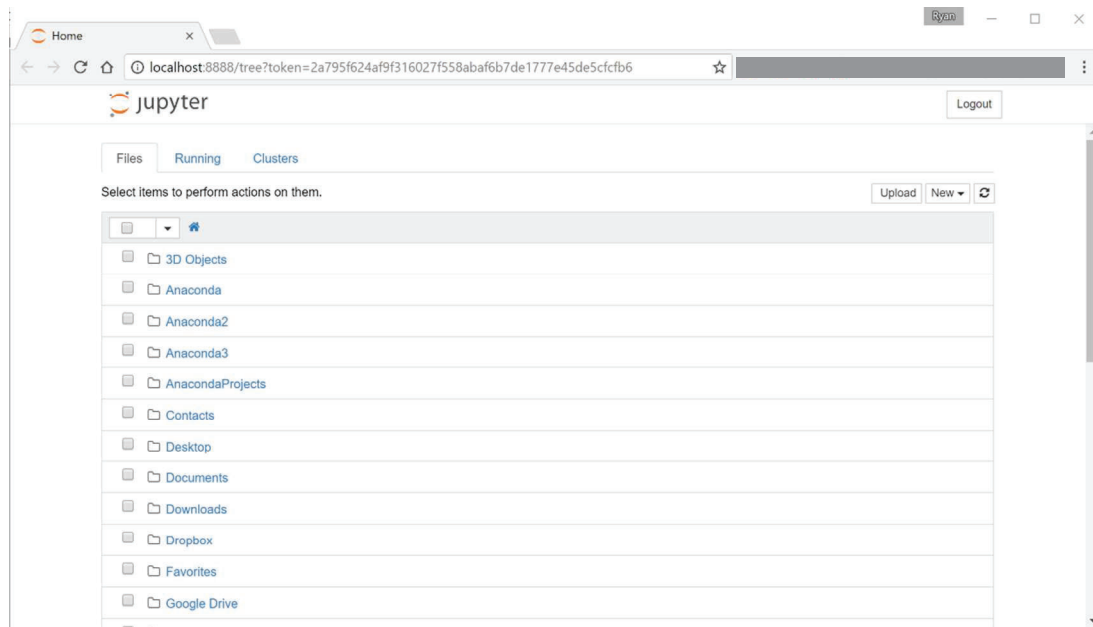 Ryan
Home
localhost:8888/tree?token=2a795f624af9f316027f558abaf6b7de1777e45de5cfcfb6
jupyter
Logout
Files Running Clusters
Select items to perform actions on them.
Upload New
3D Objects
Anaconda
Anaconda2
Anaconda3
AnacondaProjects
Contacts
Desktop
Documents
Downloads
Dropbox
Favorites
Google Drive